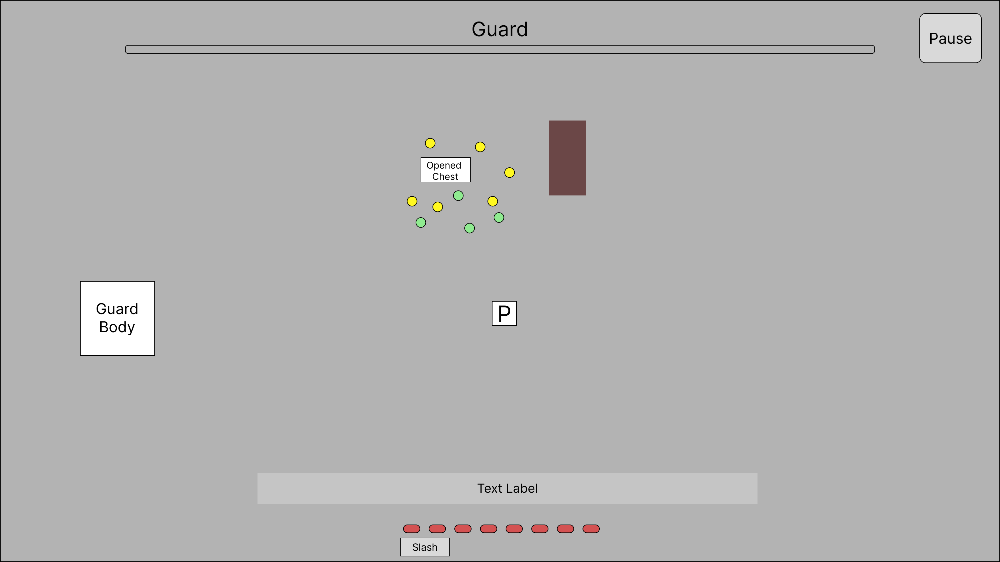 Guard
Pause
Opened
Chest
Guard
Body
P
Text Label
Slash